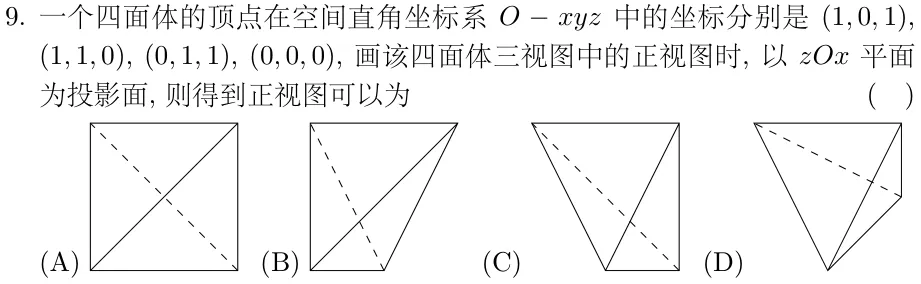 9. 一个四面体的顶点在空间直角坐标系 O − xyz 中的坐标分别是 (1, 0, 1),
(1, 1, 0), (0, 1, 1), (0, 0, 0), 画该四面体三视图中的正视图时, 以 zOx 平面
为投影面, 则得到正视图可以为 ( )
(A) (B) (C) (D)